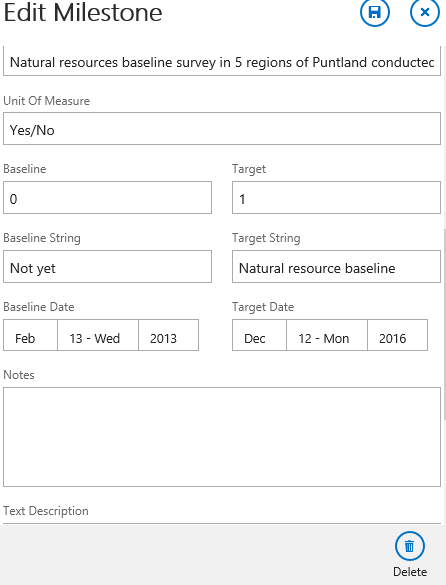 Edit Milestone
Natural resources baseline survey in 5 regions of Puntland conducted
Unit Of Measure
Yes/No
Baseline Target
0 1
Baseline String Target String
Not yet Natural resource baseline
Baseline Date Target Date
Feb 13 - Wed 2013 Dec 12 - Mon 2016
Notes
Text Description
Delete